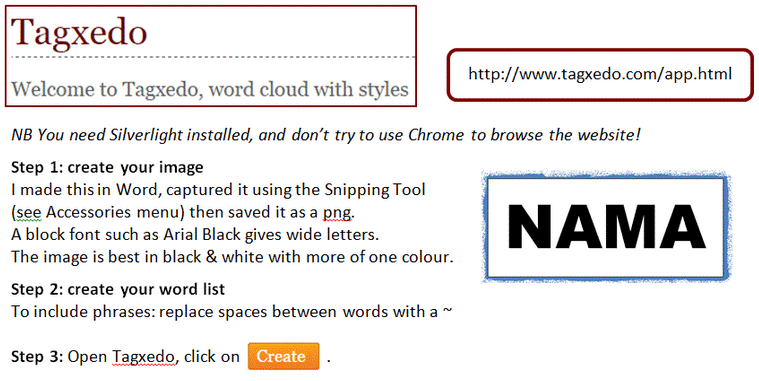 Tagxedo
Welcome to Tagxedo, word cloud with styles
http://www.tagxedo.com/app.html
NB You need Silverlight installed, and don’t try to use Chrome to browse the website!
Step 1: create your image
I made this in Word, captured it using the Snipping Tool
(see Accessories menu) then saved it as a png.
A block font such as Arial Black gives wide letters.
The image is best in black & white with more of one colour.
NAMA
Step 2: create your word list
To include phrases: replace spaces between words with a ~
Step 3: Open Tagxedo, click on Create .